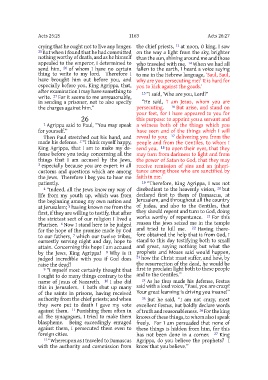 Acts 25:25 1169 Acts 26:27
crying that he ought not to live any longer.
25 But when I found that he had committed
nothing worthy of death, and as he himself
appealed to the emperor I determined to
send him, 26 of whom I have no certain
thing to write to my lord. Therefore I
have brought him out before you, and
especially before you, King Agrippa, that,
after examination I may have something to
write. 27 For it seems to me unreasonable,
in sending a prisoner, not to also specify
the charges against him.”
26
1 Agrippa said to Paul, “You may speak
for yourself.”
Then Paul stretched out his hand, and
made his defense. 2 “I think myself happy,
King Agrippa, that I am to make my de-
fense before you today concerning all the
things that I am accused by the Jews,
3 especially because you are expert in all
customs and questions which are among
the Jews. Therefore I beg you to hear me
patiently.
4 “Indeed, all the Jews know my way of
life from my youth up, which was from
the beginning among my own nation and
at Jerusalem; 5 having known me from the
first, if they are willing to testify, that after
the strictest sect of our religion I lived a
Pharisee. 6 Now I stand here to be judged
for the hope of the promise made by God
to our fathers, 7 which our twelve tribes,
earnestly serving night and day, hope to
attain. Concerning this hope I am accused
by the Jews, King Agrippa! 8 Why is it
judged incredible with you if God does
raise the dead?
9 “I myself most certainly thought that
I ought to do many things contrary to the
name of Jesus of Nazareth. 10 I also did
this in Jerusalem. I both shut up many
of the saints in prisons, having received
authority from the chief priests; and when
they were put to death I gave my vote
against them. 11 Punishing them often in
all the synagogues, I tried to make them
blaspheme. Being exceedingly enraged
against them, I persecuted them even to
foreign cities.
12 “Whereupon as I traveled to Damascus
with the authority and commission from
the chief priests, 13 at noon, O king, I saw
on the way a light from the sky, brighter
than the sun, shining around me and those
who traveled with me. 14 When we had all
fallen to the earth, I heard a voice saying
to me in the Hebrew language, ‘Saul, Saul,
why are you persecuting me? It is hard for
you to kick against the goads.’
15 “I said, ‘Who are you, Lord?’
“He said, ‘I am Jesus, whom you are
persecuting. 16 But arise, and stand on
your feet, for I have appeared to you for
this purpose: to appoint you a servant and
a witness both of the things which you
have seen and of the things which I will
reveal to you; 17 delivering you from the
people and from the Gentiles, to whom I
send you, 18 to open their eyes, that they
may turn from darkness to light and from
the power of Satan to God, that they may
receive remission of sins and an inheri-
tance among those who are sanctified by
faith in me.’
19 “Therefore, King Agrippa, I was not
disobedient to the heavenly vision, 20 but
declared first to them of Damascus, at
Jerusalem, and throughout all the country
of Judea, and also to the Gentiles, that
they should repent and turn to God, doing
works worthy of repentance. 21 For this
reason the Jews seized me in the temple
and tried to kill me. 22 Having there-
fore obtained the help that is from God, I
stand to this day testifying both to small
and great, saying nothing but what the
prophets and Moses said would happen,
23 how the Christ must suffer, and how, by
the resurrection of the dead, he would be
first to proclaim light both to these people
and to the Gentiles.”
24 As he thus made his defense, Festus
said with a loud voice, “Paul, you are crazy!
Your great learning is driving you insane!”
25 But he said, “I am not crazy, most
excellent Festus, but boldly declare words
of truth and reasonableness. 26 For the king
knows of these things, to whom also I speak
freely. For I am persuaded that none of
these things is hidden from him, for this
has not been done in a corner. 27 King
Agrippa, do you believe the prophets? I
know that you believe.”